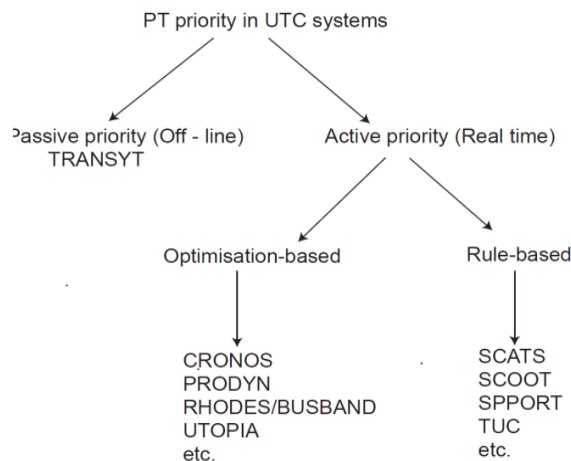 PT priority in UTC systems
Passive priority (Off - line)
TRANSYT
Active priority (Real time)
Optimisation-based
Rule-based
CRONOS
PRODYN
RHODES/BUSBAND
UTOPIA
etc.
SCATS
SCOOT
SPPORT
TUC
etc.